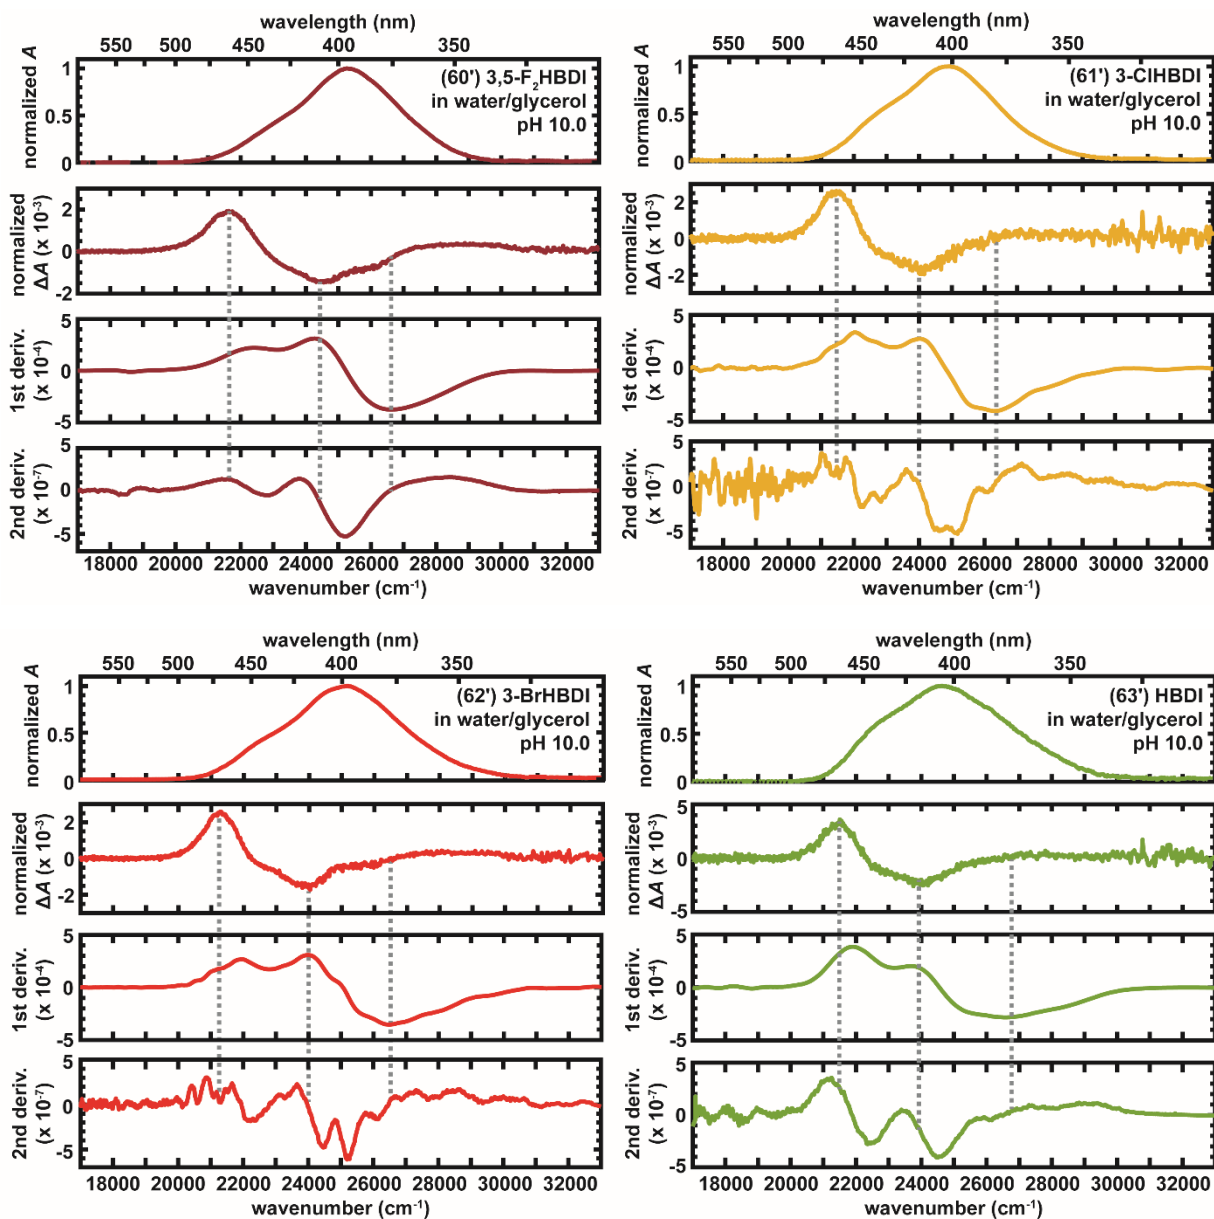 wavelength (nm)
550 500 450 400 350
normalized A
1
0.5
0
(60') 3,5-F₂HBDI
in water/glycerol
pH 10.0
normalized
ΔA (x 10⁻³)
2
0
-2
1st deriv.
(x 10⁻⁴)
5
0
-5
2nd deriv.
(x 10⁻⁷)
5
0
-5
18000 20000 22000 24000 26000 28000 30000 32000
wavenumber (cm⁻¹)
wavelength (nm)
550 500 450 400 350
normalized A
1
0.5
0
(61') 3-ClHBDI
in water/glycerol
pH 10.0
normalized
ΔA (x 10⁻³)
2
0
-2
1st deriv.
(x 10⁻⁴)
5
0
-5
2nd deriv.
(x 10⁻⁷)
5
0
-5
18000 20000 22000 24000 26000 28000 30000 32000
wavenumber (cm⁻¹)
wavelength (nm)
550 500 450 400 350
normalized A
1
0.5
0
(62') 3-BrHBDI
in water/glycerol
pH 10.0
normalized
ΔA (x 10⁻³)
2
0
-2
1st deriv.
(x 10⁻⁴)
5
0
-5
2nd deriv.
(x 10⁻⁷)
5
0
-5
18000 20000 22000 24000 26000 28000 30000 32000
wavenumber (cm⁻¹)
wavelength (nm)
550 500 450 400 350
normalized A
1
0.5
0
(63') HBDI
in water/glycerol
pH 10.0
normalized
ΔA (x 10⁻³)
5
0
-5
1st deriv.
(x 10⁻⁴)
5
0
-5
2nd deriv.
(x 10⁻⁷)
5
0
-5
18000 20000 22000 24000 26000 28000 30000 32000
wavenumber (cm⁻¹)